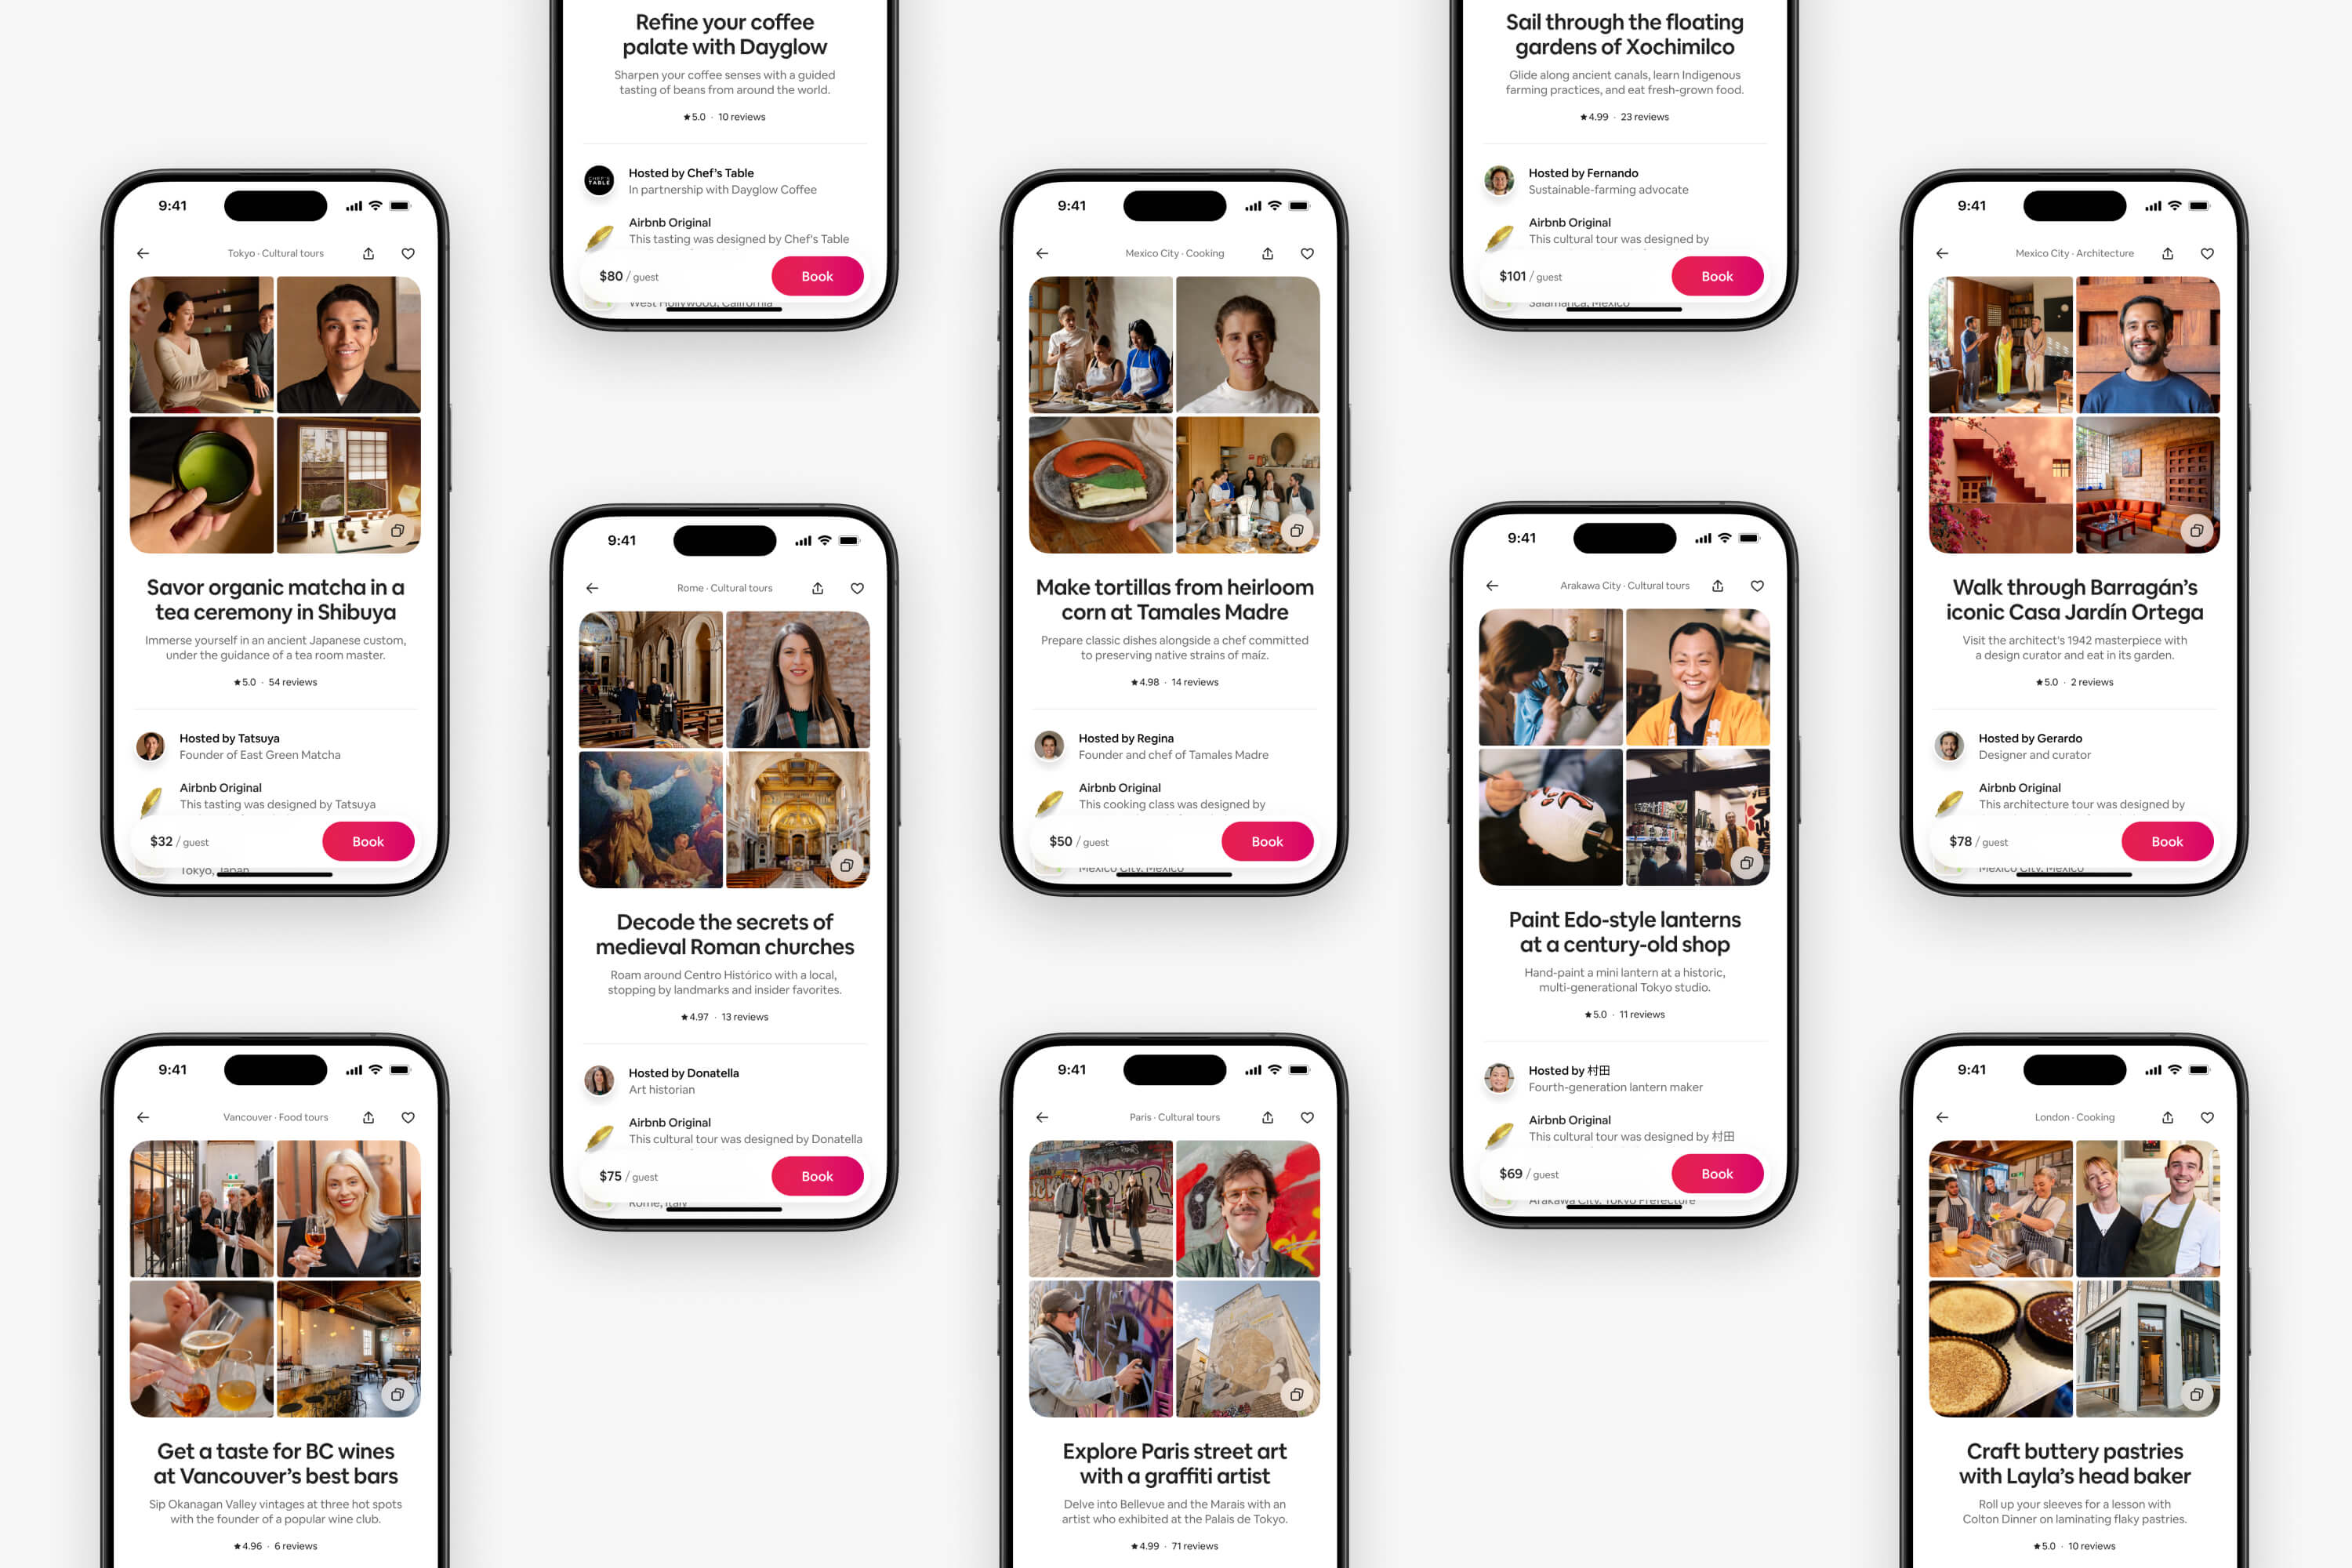 9:41
Tokyo · Cultural tours
Savor organic matcha in a
tea ceremony in Shibuya
Immerse yourself in an ancient Japanese custom,
under the guidance of a tea room master.
★5.0 · 54 reviews
Hosted by Tatsuya
Founder of East Green Matcha
Airbnb Original
This tasting was designed by Tatsuya
$32 / guest
Book
Tokyo, Japan
9:41
Vancouver · Food tours
Get a taste for BC wines
at Vancouver's best bars
Sip Okanagan Valley vintages at three hot spots
with the founder of a popular wine club.
★4.96 · 6 reviews
Refine your coffee
palate with Dayglow
Sharpen your coffee senses with a guided
tasting of beans from around the world.
★5.0 · 10 reviews
CHEF'S
TABLE
Hosted by Chef's Table
In partnership with Dayglow Coffee
Airbnb Original
This tasting was designed by Chef's Table
$80 / guest
Book
West Hollywood, California
9:41
Rome · Cultural tours
Decode the secrets of
medieval Roman churches
Roam around Centro Histórico with a local,
stopping by landmarks and insider favorites.
★4.97 · 13 reviews
Hosted by Donatella
Art historian
Airbnb Original
This cultural tour was designed by Donatella
$75 / guest
Book
Rome, Italy
9:41
Mexico City · Cooking
Make tortillas from heirloom
corn at Tamales Madre
Prepare classic dishes alongside a chef committed
to preserving native strains of maíz.
★4.98 · 14 reviews
Hosted by Regina
Founder and chef of Tamales Madre
Airbnb Original
This cooking class was designed by
$50 / guest
Book
Mexico City, Mexico
9:41
Paris · Cultural tours
Explore Paris street art
with a graffiti artist
Delve into Bellevue and the Marais with an
artist who exhibited at the Palais de Tokyo.
★4.99 · 71 reviews
Sail through the floating
gardens of Xochimilco
Glide along ancient canals, learn Indigenous
farming practices, and eat fresh-grown food.
★4.99 · 23 reviews
Hosted by Fernando
Sustainable-farming advocate
Airbnb Original
This cultural tour was designed by
$101 / guest
Book
Salamanca, Mexico
9:41
Arakawa City · Cultural tours
Paint Edo-style lanterns
at a century-old shop
Hand-paint a mini lantern at a historic,
multi-generational Tokyo studio.
★5.0 · 11 reviews
Hosted by 村田
Fourth-generation lantern maker
Airbnb Original
This cultural tour was designed by 村田
$69 / guest
Book
Arakawa City, Tokyo Prefecture
9:41
Mexico City · Architecture
Walk through Barragán's
iconic Casa Jardín Ortega
Visit the architect's 1942 masterpiece with
a design curator and eat in its garden.
★5.0 · 2 reviews
Hosted by Gerardo
Designer and curator
Airbnb Original
This architecture tour was designed by
$78 / guest
Book
Mexico City, Mexico
9:41
London · Cooking
Craft buttery pastries
with Layla's head baker
Roll up your sleeves for a lesson with
Colton Dinner on laminating flaky pastries.
★5.0 · 10 reviews